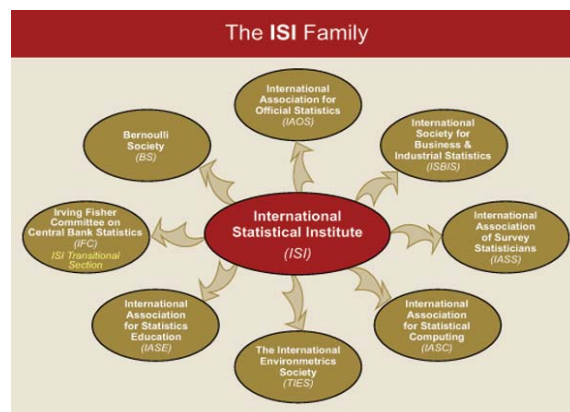 The ISI Family
International
Association for
Official Statistics
(IAOS)
Bernoulli
Society
(BS)
International
Society for
Business &
Industrial Statistics
(ISBIS)
Irving Fisher
Committee on
Central Bank Statistics
(IFC)
ISI Transitional
Section
International
Statistical Institute
(ISI)
International
Association
of Survey
Statisticians
(IASS)
International
Association
for Statistics
Education
(IASE)
The International
Environmetrics
Society
(TIES)
International
Association
for Statistical
Computing
(IASC)